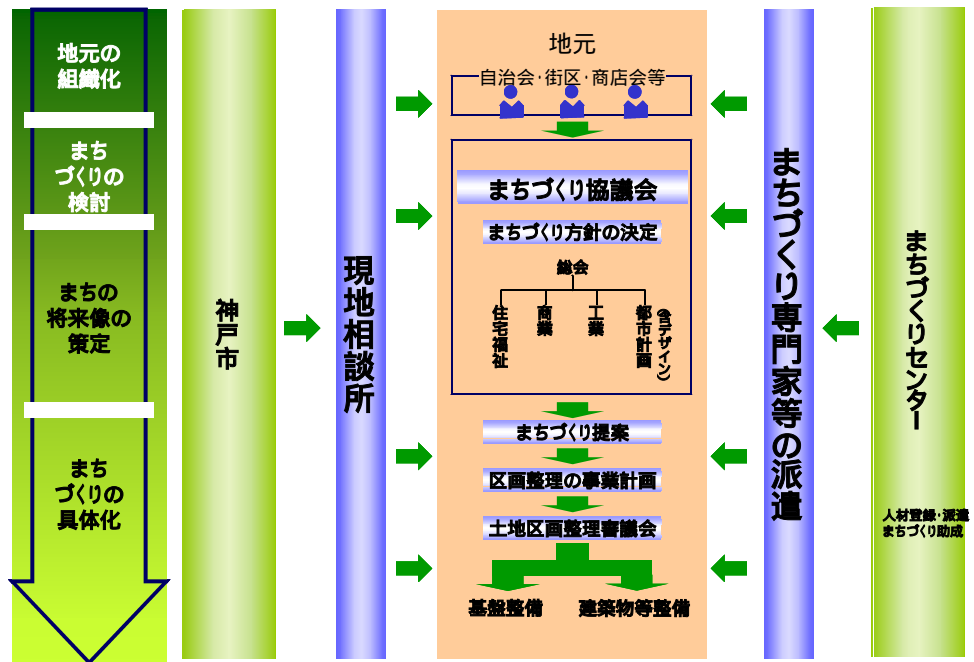 地元の
組織化
まち
づくりの
検討
まちの
将来像の
策定
まち
づくりの
具体化
神戸市
現地相談所
地元
自治会・街区・商店会等
まちづくり協議会
まちづくり方針の決定
総会
住宅福祉
商業
工業
都市計画
(含デザイン)
まちづくり提案
区画整理の事業計画
土地区画整理審議会
基盤整備
建築物等整備
まちづくり専門家等の派遣
まちづくりセンター
人材登録・派遣
まちづくり助成